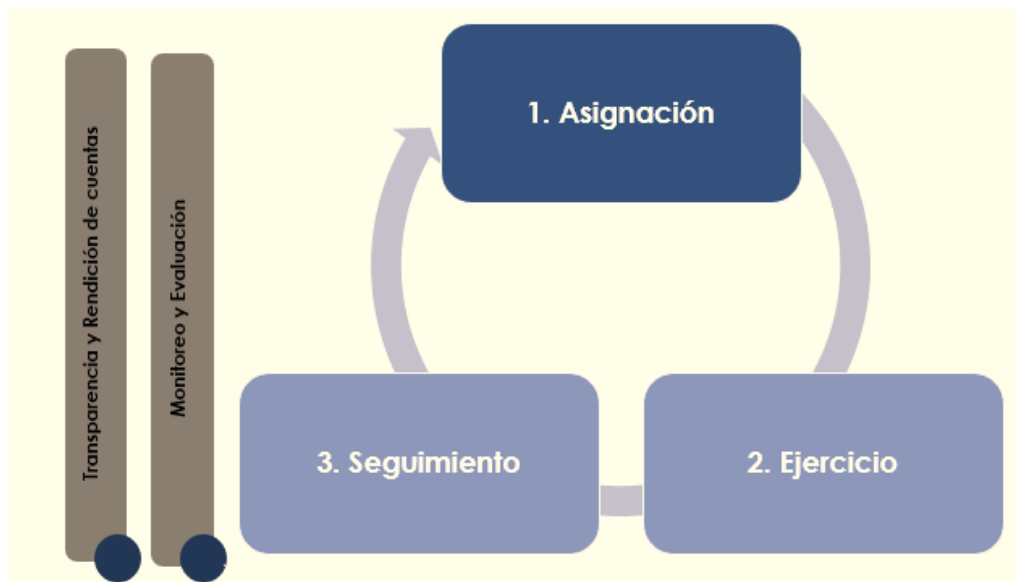 Transparencia y Rendición de cuentas
Monitoreo y Evaluación
1. Asignación
2. Ejercicio
3. Seguimiento